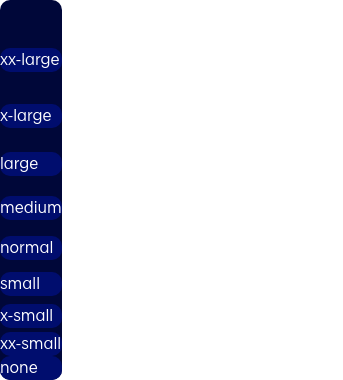 xx-large
x-large
large
medium
normal
small
x-small
xx-small
none